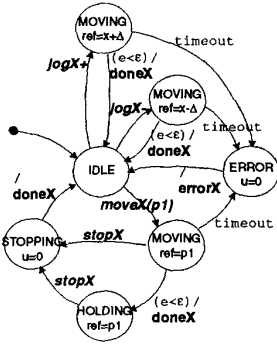 MOVING
ref=x+Δ
timeout
jogX+
(e<ε)/
doneX
MOVING
ref=x-Δ
jogX-
timeout
(e<ε)/
doneX
IDLE
ERROR
u=0
/
errorX
/
doneX
moveX(p1)
STOPPING
u=0
stopX
MOVING
ref=p1
timeout
stopX
HOLDING
ref=p1
(e<ε)/
doneX